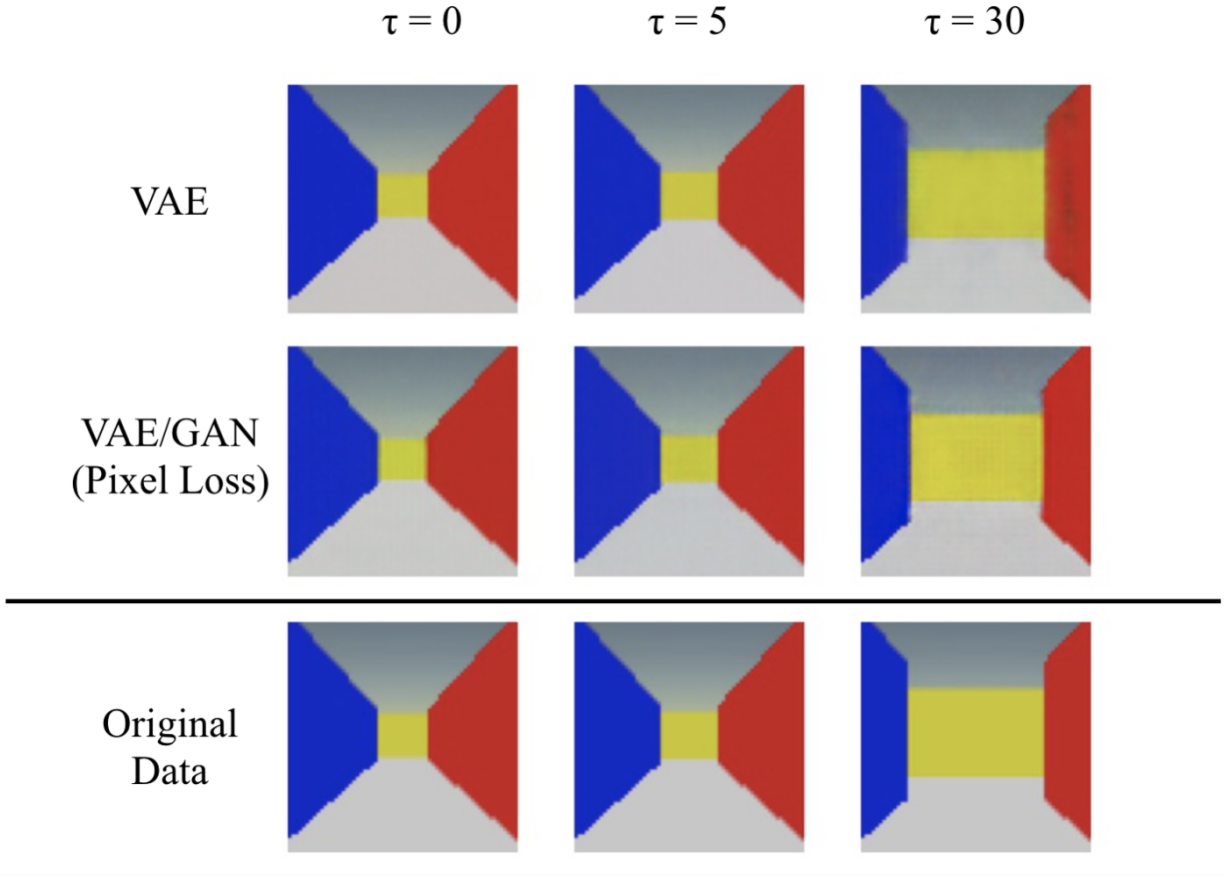 τ = 0 τ = 5 τ = 30
VAE
VAE/GAN
(Pixel Loss)
Original
Data